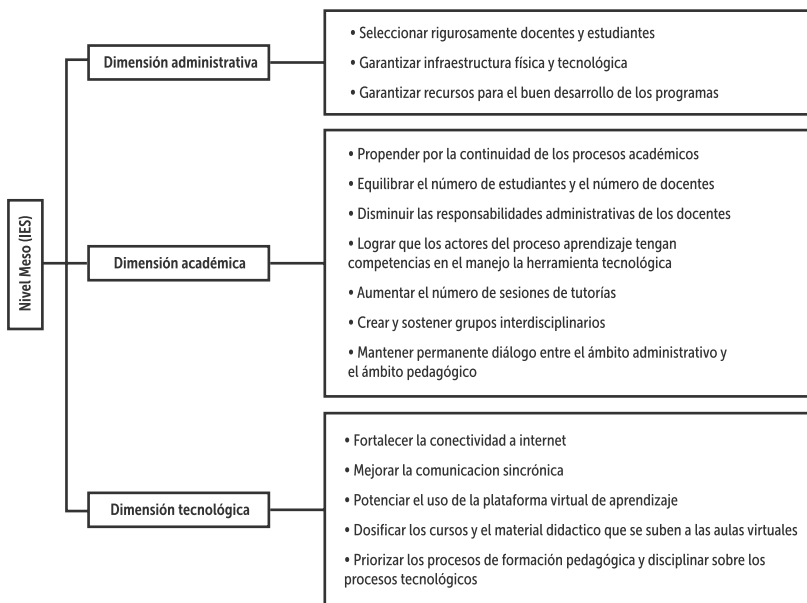 Nivel Meso (IES)
Dimensión administrativa
• Seleccionar rigurosamente docentes y estudiantes
• Garantizar infraestructura física y tecnológica
• Garantizar recursos para el buen desarrollo de los programas
Dimensión académica
• Propender por la continuidad de los procesos académicos
• Equilibrar el número de estudiantes y el número de docentes
• Disminuir las responsabilidades administrativas de los docentes
• Lograr que los actores del proceso aprendizaje tengan
competencias en el manejo la herramienta tecnológica
• Aumentar el número de sesiones de tutorías
• Crear y sostener grupos interdisciplinarios
• Mantener permanente diálogo entre el ámbito administrativo y
el ámbito pedagógico
Dimensión tecnológica
• Fortalecer la conectividad a internet
• Mejorar la comunicacion sincrónica
• Potenciar el uso de la plataforma virtual de aprendizaje
• Dosificar los cursos y el material didactico que se suben a las aulas virtuales
• Priorizar los procesos de formación pedagógica y disciplinar sobre los
procesos tecnológicos